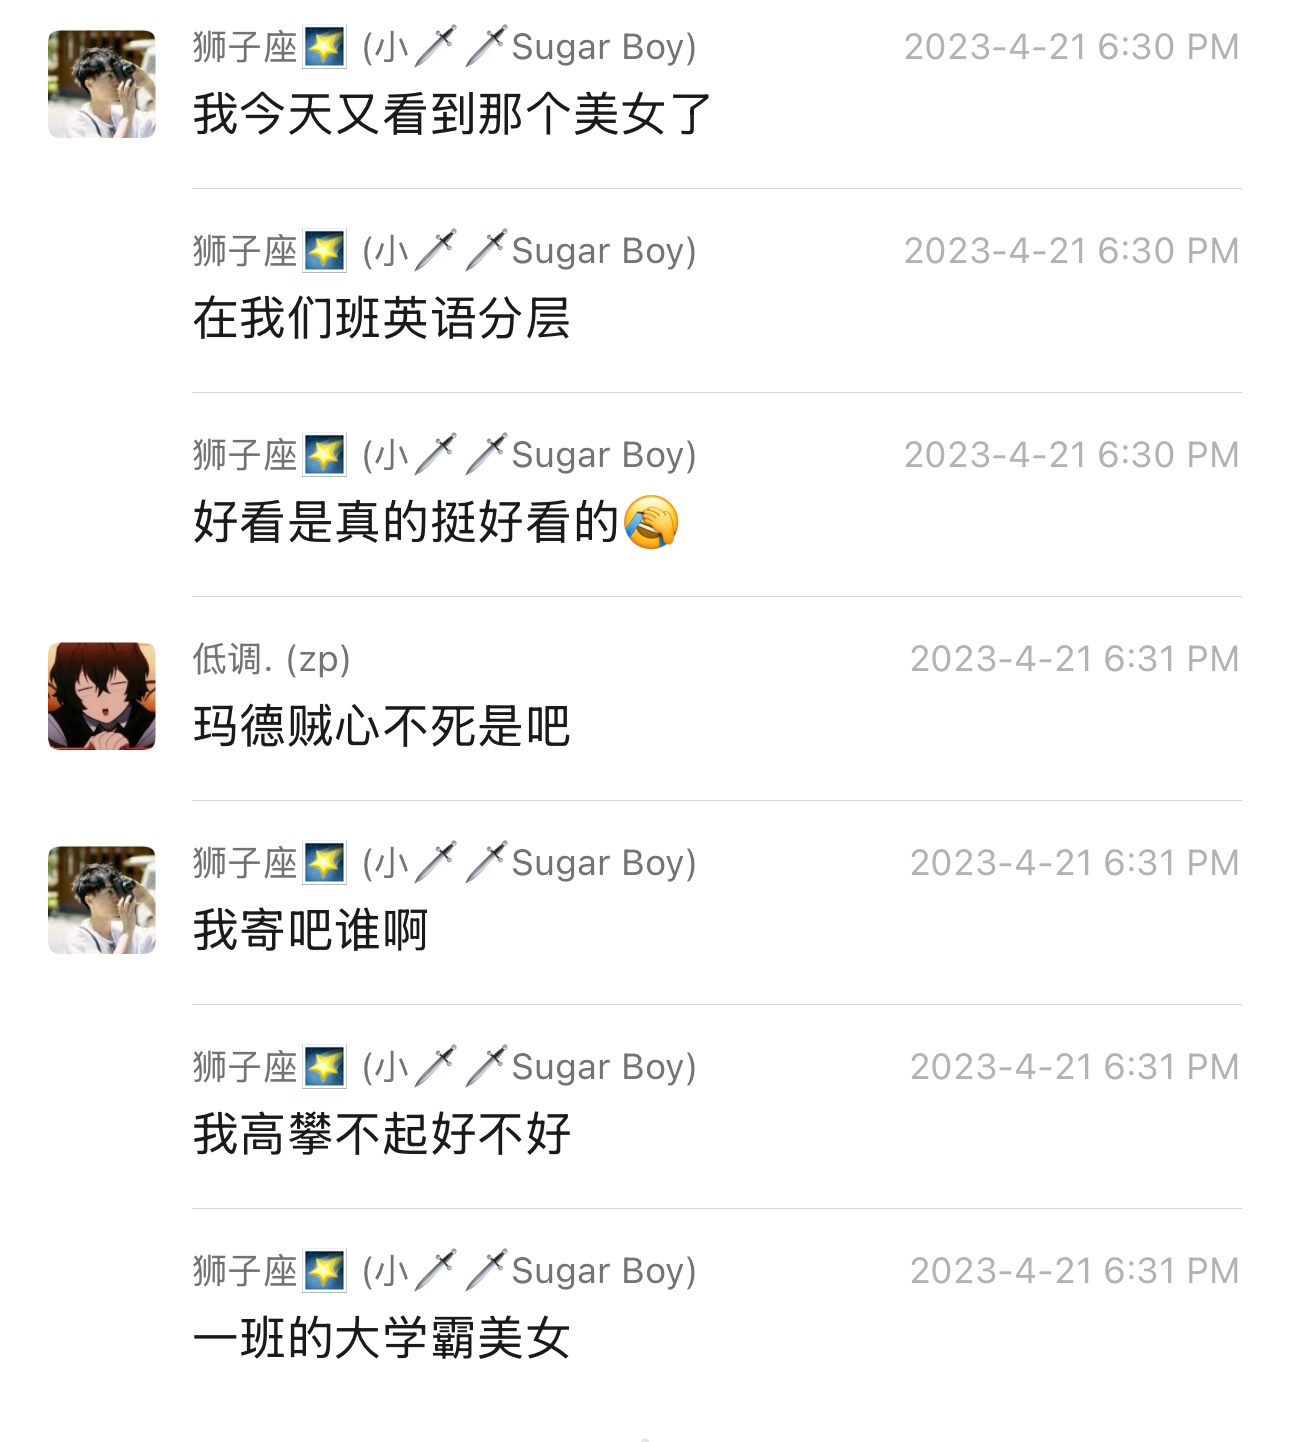 狮子座🌠 (小🗡🗡Sugar Boy) 2023-4-21 6:30 PM
我今天又看到那个美女了
狮子座🌠 (小🗡🗡Sugar Boy) 2023-4-21 6:30 PM
在我们班英语分层
狮子座🌠 (小🗡🗡Sugar Boy) 2023-4-21 6:30 PM
好看是真的挺好看的
低调. (zp) 2023-4-21 6:31 PM
玛德贼心不死是吧
狮子座🌠 (小🗡🗡Sugar Boy) 2023-4-21 6:31 PM
我寄吧谁啊
狮子座🌠 (小🗡🗡Sugar Boy) 2023-4-21 6:31 PM
我高攀不起好不好
狮子座🌠 (小🗡🗡Sugar Boy) 2023-4-21 6:31 PM
一班的大学霸美女